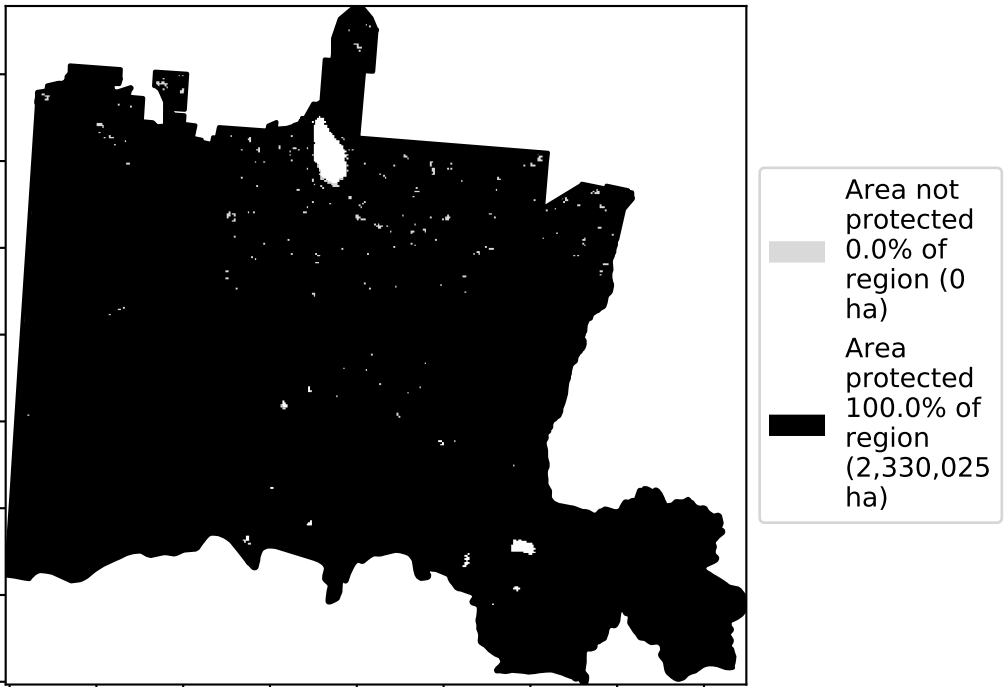 Area not
protected
0.0% of
region (0
ha)
Area
protected
100.0% of
region
(2,330,025
ha)